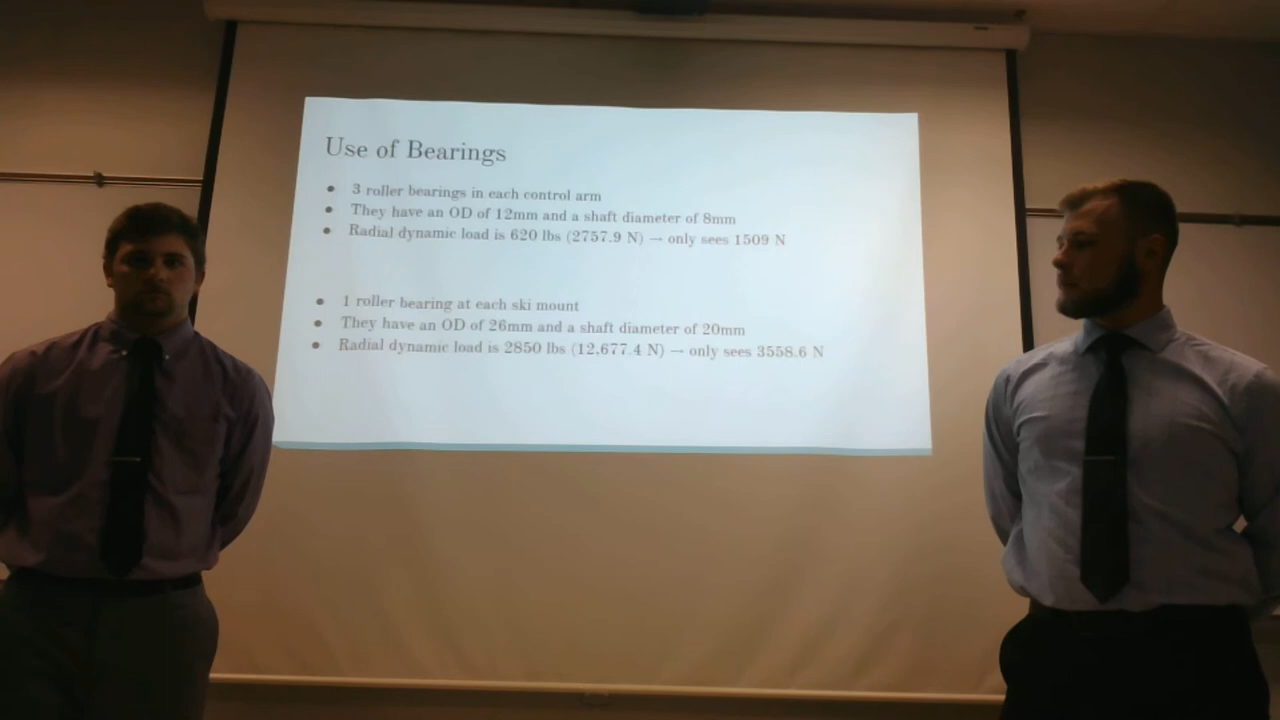 Use of Bearings
● 3 roller bearings in each control arm
● They have an OD of 12mm and a shaft diameter of 8mm
● Radial dynamic load is 620 lbs (2757.9 N) → only sees 1509 N
● 1 roller bearing at each ski mount
● They have an OD of 26mm and a shaft diameter of 20mm
● Radial dynamic load is 2850 lbs (12,677.4 N) → only sees 3558.6 N